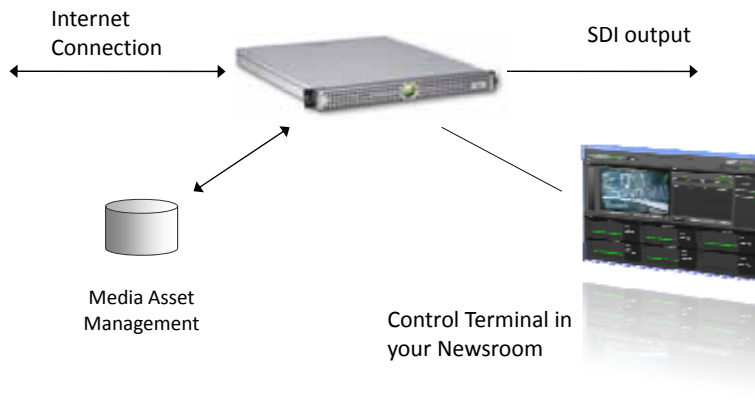 Internet
Connection
SDI output
Media Asset
Management
Control Terminal in
your Newsroom